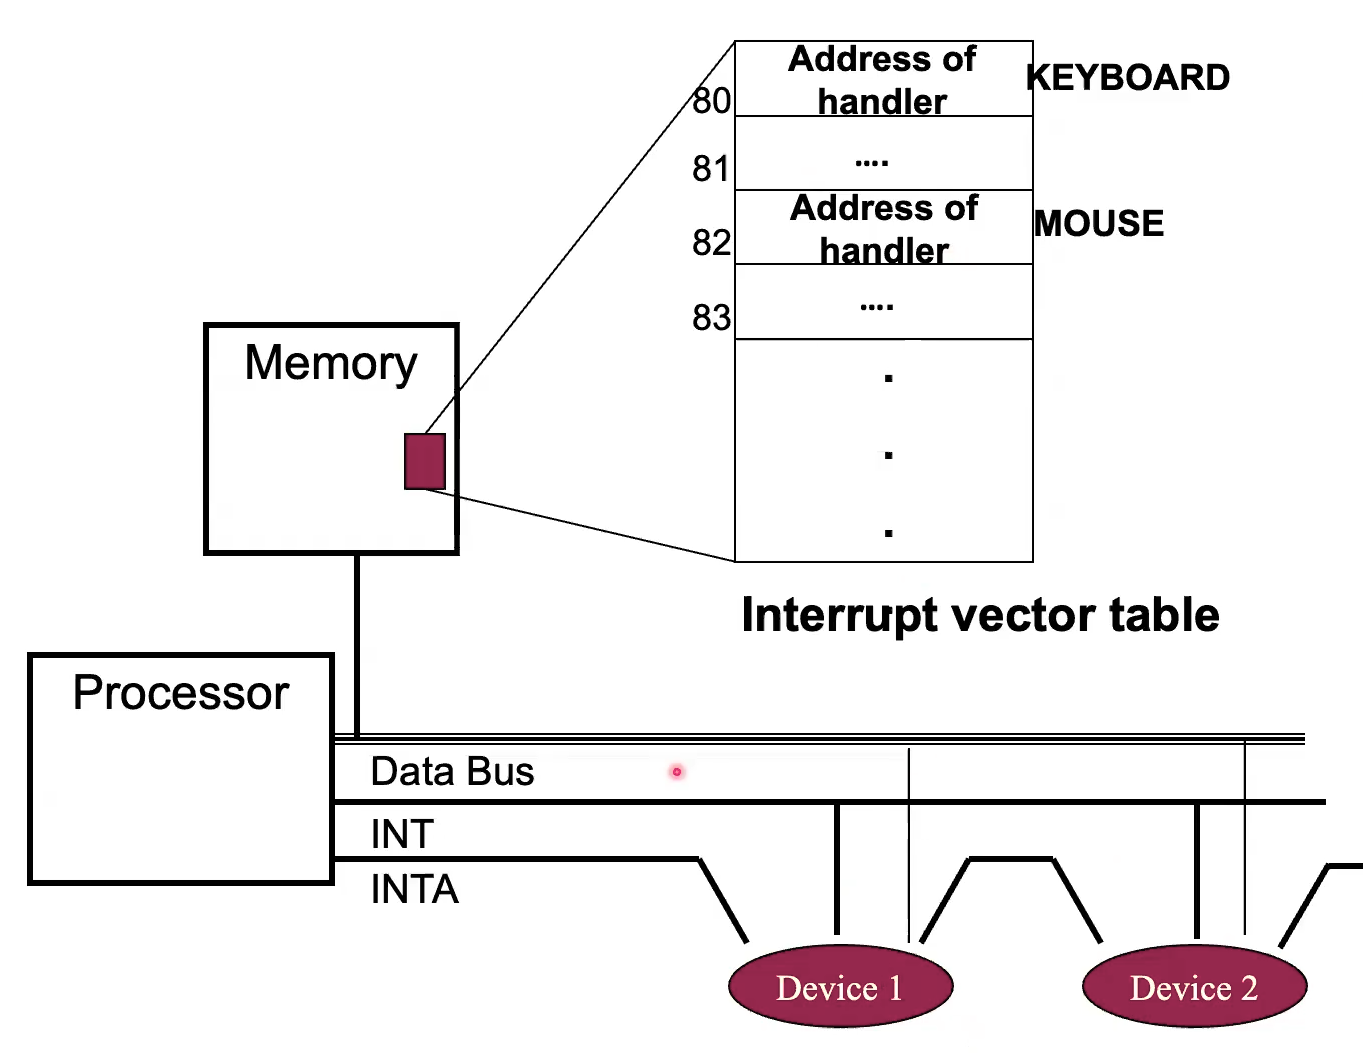 Address of
handler
KEYBOARD
80
....
81
Address of
handler
MOUSE
82
....
83
.
.
.
Memory
Interrupt vector table
Processor
Data Bus
INT
INTA
Device 1
Device 2